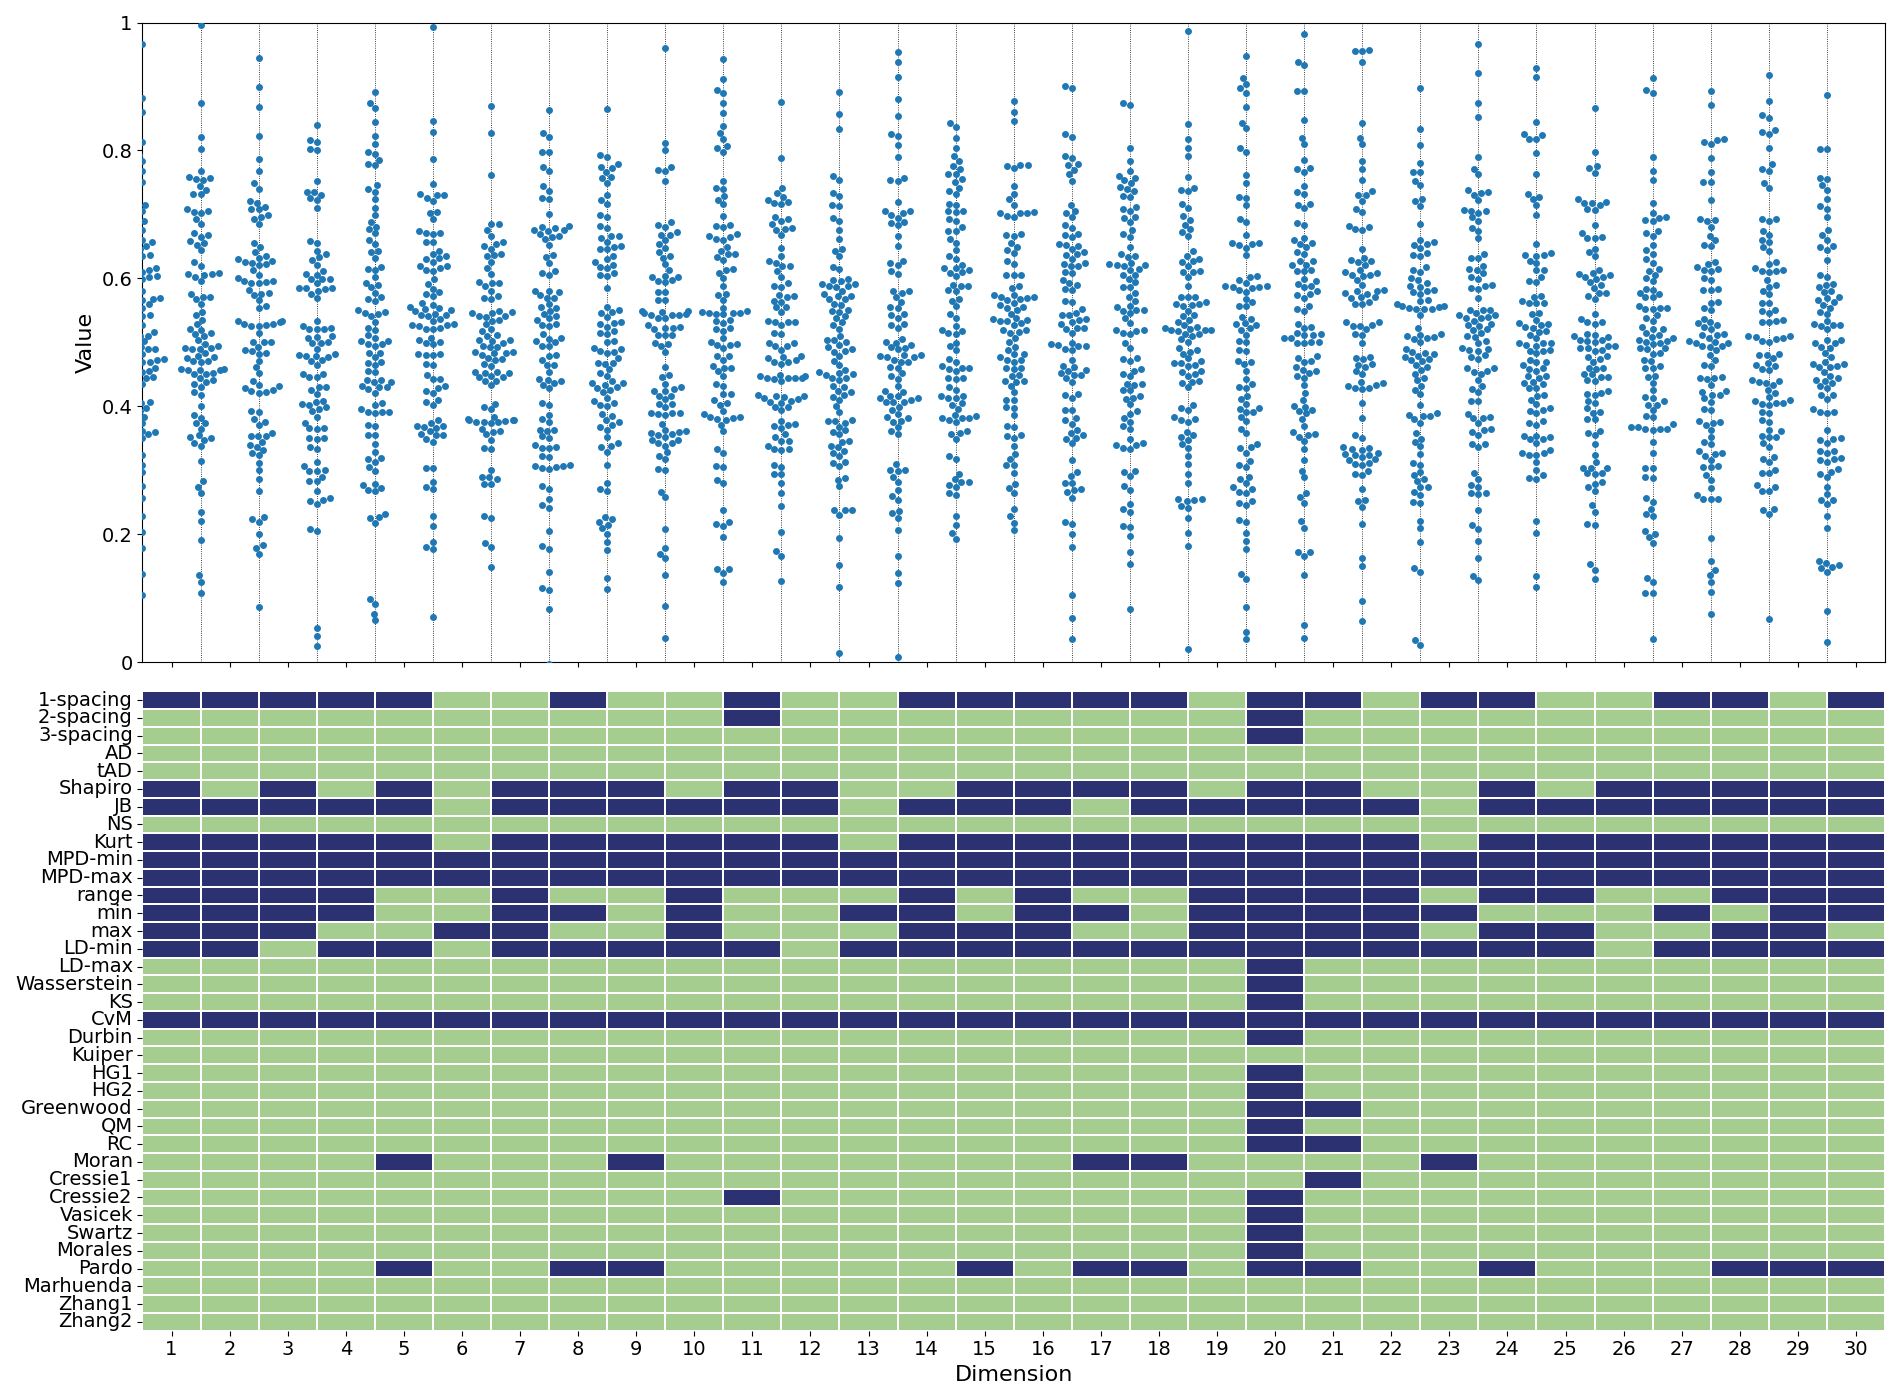 1
0.8
0.6
0.4
0.2
0
Value
1-spacing
2-spacing
3-spacing
AD
tAD
Shapiro
JB
NS
Kurt
MPD-min
MPD-max
range
min
max
LD-min
LD-max
Wasserstein
KS
CvM
Durbin
Kuiper
HG1
HG2
Greenwood
QM
RC
Moran
Cressie1
Cressie2
Vasicek
Swartz
Morales
Pardo
Marhuenda
Zhang1
Zhang2
1 2 3 4 5 6 7 8 9 10 11 12 13 14 15 16 17 18 19 20 21 22 23 24 25 26 27 28 29 30
Dimension